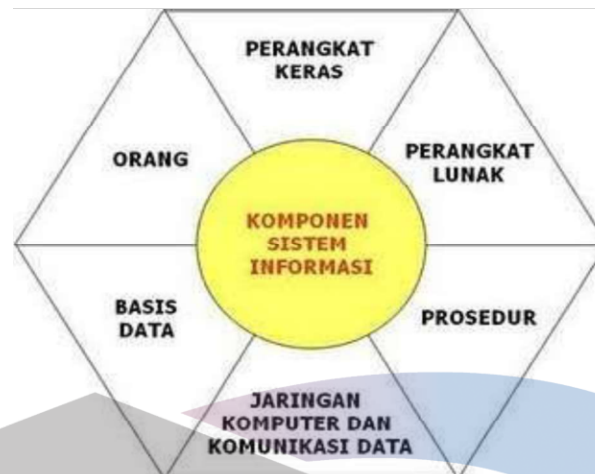 PERANGKAT
KERAS
ORANG
PERANGKAT
LUNAK
KOMPONEN
SISTEM
INFORMASI
BASIS
DATA
PROSEDUR
JARINGAN
KOMPUTER DAN
KOMUNIKASI DATA